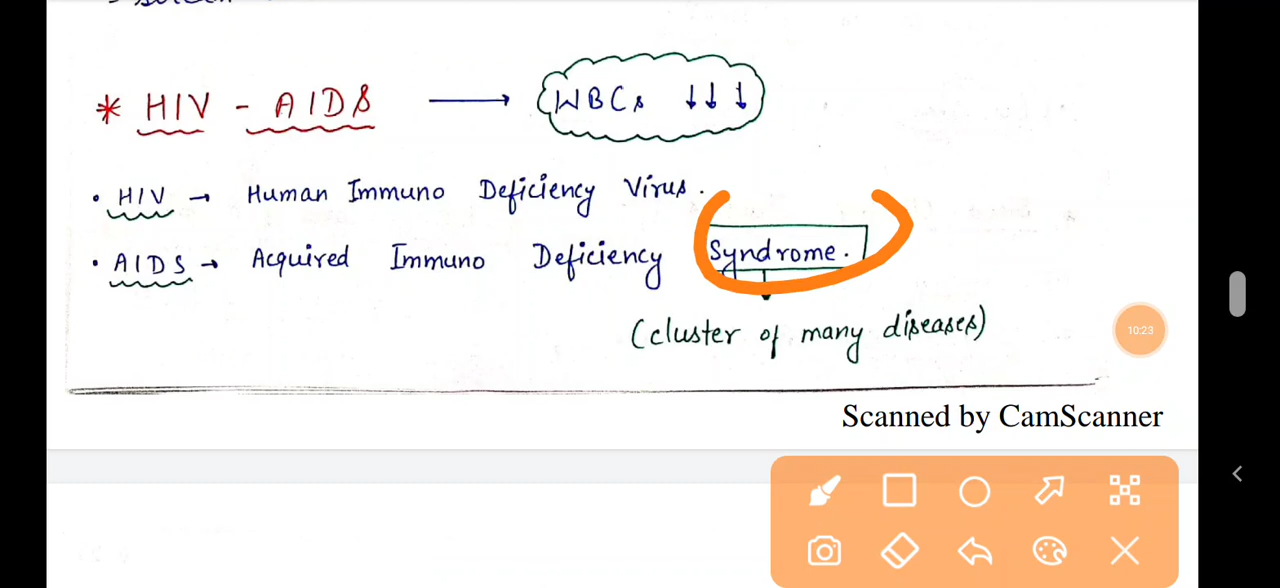 * HIV - AIDS → WBCs ↓↓↓
• HIV → Human Immuno Deficiency Virus.
• AIDS → Acquired Immuno Deficiency Syndrome.
(cluster of many diseases)
10:23
Scanned by CamScanner